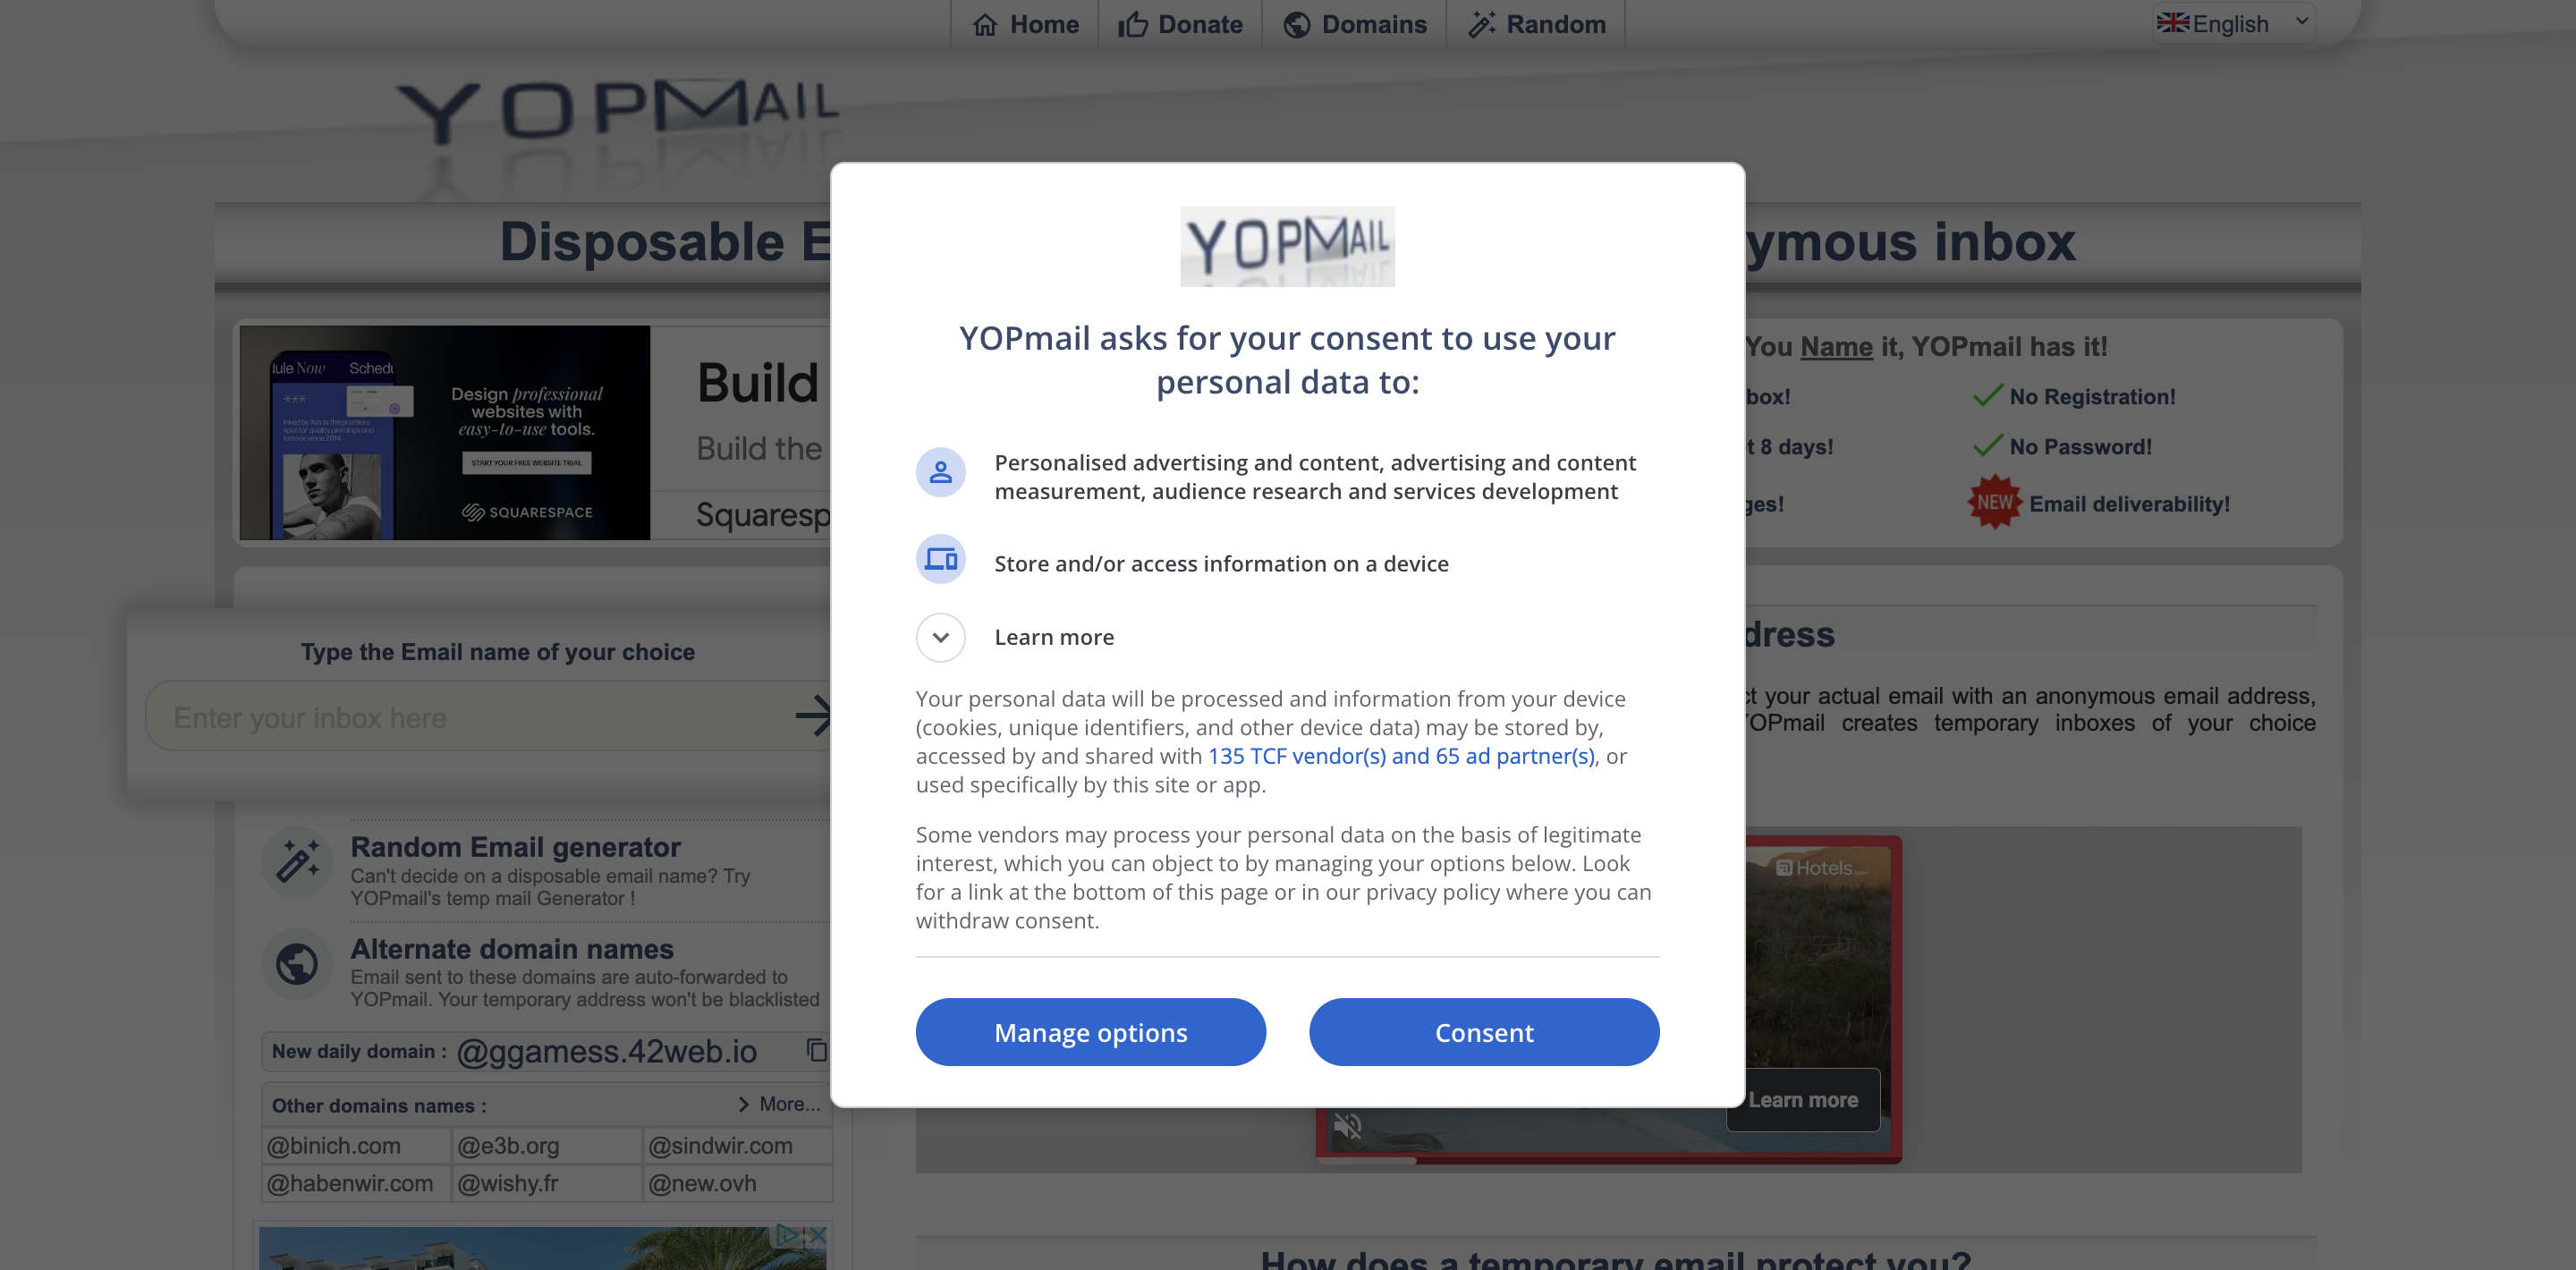 Home
Donate
Domains
Random
English
YOPMAIL
Disposable E
ymous inbox
YOPMAIL
YOPmail asks for your consent to use your
personal data to:
Personalised advertising and content, advertising and content
measurement, audience research and services development
Store and/or access information on a device
Learn more
Your personal data will be processed and information from your device
(cookies, unique identifiers, and other device data) may be stored by,
accessed by and shared with 135 TCF vendor(s) and 65 ad partner(s), or
used specifically by this site or app.
Some vendors may process your personal data on the basis of legitimate
interest, which you can object to by managing your options below. Look
for a link at the bottom of this page or in our privacy policy where you can
withdraw consent.
Manage options
Consent
dule Now Schedu
Design professional
websites with
easy-to-use tools.
START YOUR FREE WEBSITE TRIAL
SQUARESPACE
Build
Build the
Squaresp
You Name it, YOPmail has it!
box!
No Registration!
t 8 days!
No Password!
ges!
NEW
Email deliverability!
Type the Email name of your choice
Enter your inbox here
Random Email generator
Can't decide on a disposable email name? Try
YOPmail's temp mail Generator !
Alternate domain names
Email sent to these domains are auto-forwarded to
YOPmail. Your temporary address won't be blacklisted
New daily domain : @ggamess.42web.io
Other domains names :
More...
@binich.com
@e3b.org
@sindwir.com
@habenwir.com
@wishy.fr
@new.ovh
dress
ct your actual email with an anonymous email address,
YOPmail creates temporary inboxes of your choice
Hotels.com
Learn more
How does a temporary email protect you?